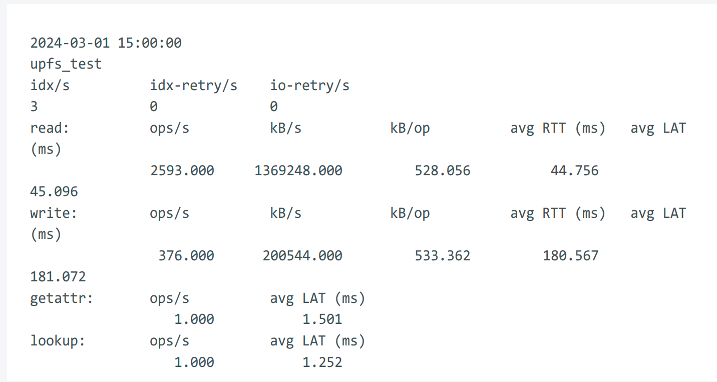 2024-03-01 15:00:00
upfs_test
idx/s idx-retry/s io-retry/s
3 0 0
read: ops/s kB/s kB/op avg RTT (ms) avg LAT
(ms)
2593.000 1369248.000 528.056 44.756
45.096
write: ops/s kB/s kB/op avg RTT (ms) avg LAT
(ms)
376.000 200544.000 533.362 180.567
181.072
getattr: ops/s avg LAT (ms)
1.000 1.501
lookup: ops/s avg LAT (ms)
1.000 1.252